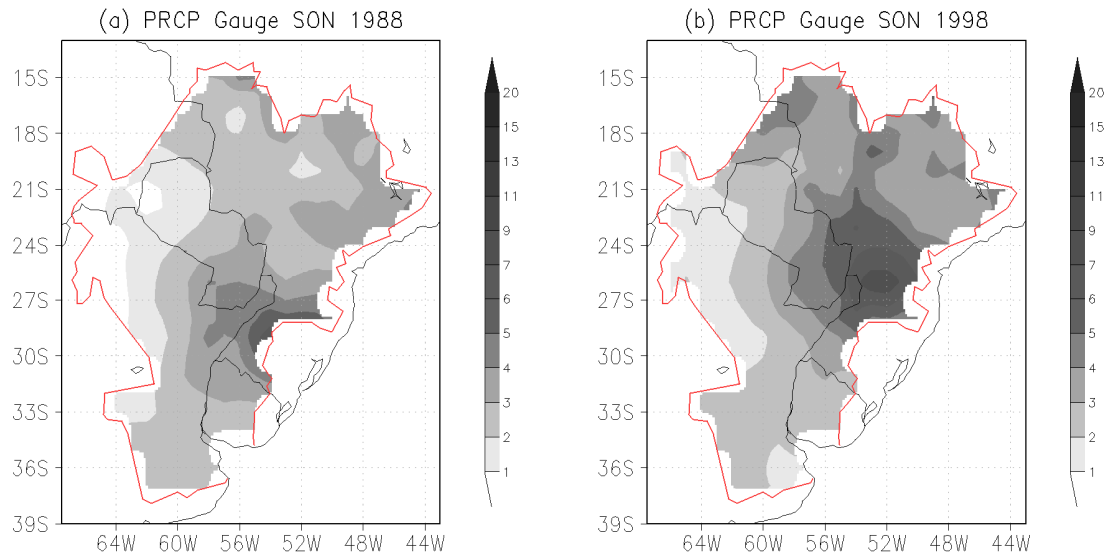 (a) PRCP Gauge SON 1988
15S
18S
21S
24S
27S
30S
33S
36S
39S
64W 60W 56W 52W 48W 44W
20
15
13
11
9
7
6
5
4
3
2
1
(b) PRCP Gauge SON 1998
15S
18S
21S
24S
27S
30S
33S
36S
39S
64W 60W 56W 52W 48W 44W
20
15
13
11
9
7
6
5
4
3
2
1